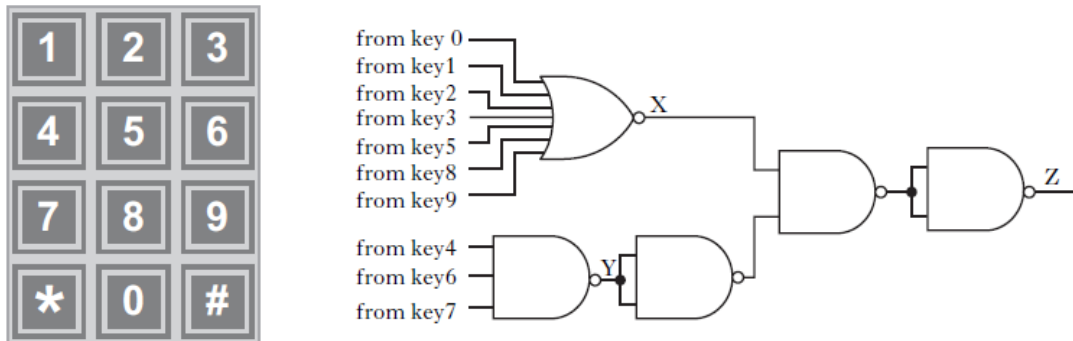 1 2 3
4 5 6
7 8 9
* 0 #
from key 0
from key1
from key2
from key3
from key5
from key8
from key9
X
from key4
from key6
from key7
Y
Z